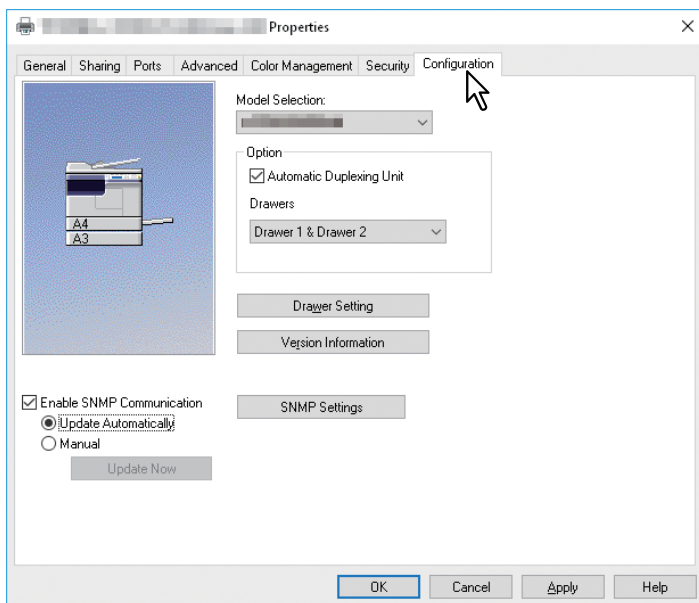 Properties
General Sharing Ports Advanced Color Management Security Configuration
Model Selection:
Option
Automatic Duplexing Unit
Drawers
Drawer 1 & Drawer 2
A4
A3
Drawer Setting
Version Information
Enable SNMP Communication
SNMP Settings
Update Automatically
Manual
Update Now
OK Cancel Apply Help